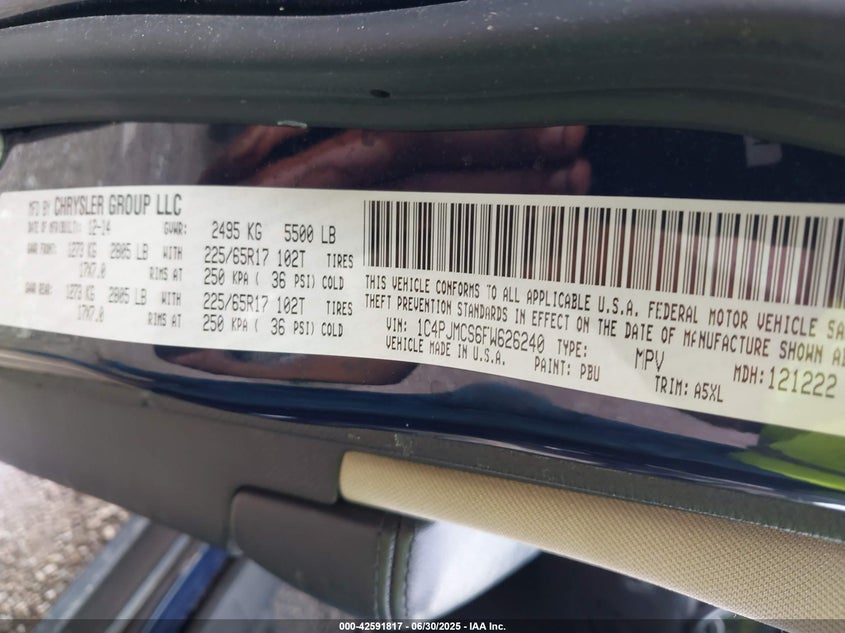 MFD BY CHRYSLER GROUP LLC
DATE OF MFR/BUILT: 12-14 GVWR: 2495 KG 5500 LB
GAWR FRONT: 1273 KG 2805 LB WITH 225/65R17 102T TIRES
17X7.0 RIMS AT 250 KPA ( 36 PSI) COLD
GAWR REAR: 1273 KG 2805 LB WITH 225/65R17 102T TIRES
17X7.0 RIMS AT 250 KPA ( 36 PSI) COLD
THIS VEHICLE CONFORMS TO ALL APPLICABLE U.S.A. FEDERAL MOTOR VEHICLE
THEFT PREVENTION STANDARDS IN EFFECT ON THE DATE OF MANUFACTURE SHOWN
VIN: 1C4PJMCS6FW626240 TYPE: MPV MDH: 121222
VEHICLE MADE IN U.S.A. PAINT: PBU TRIM: A5XL
000-42591817 - 06/30/2025 - IAA Inc.